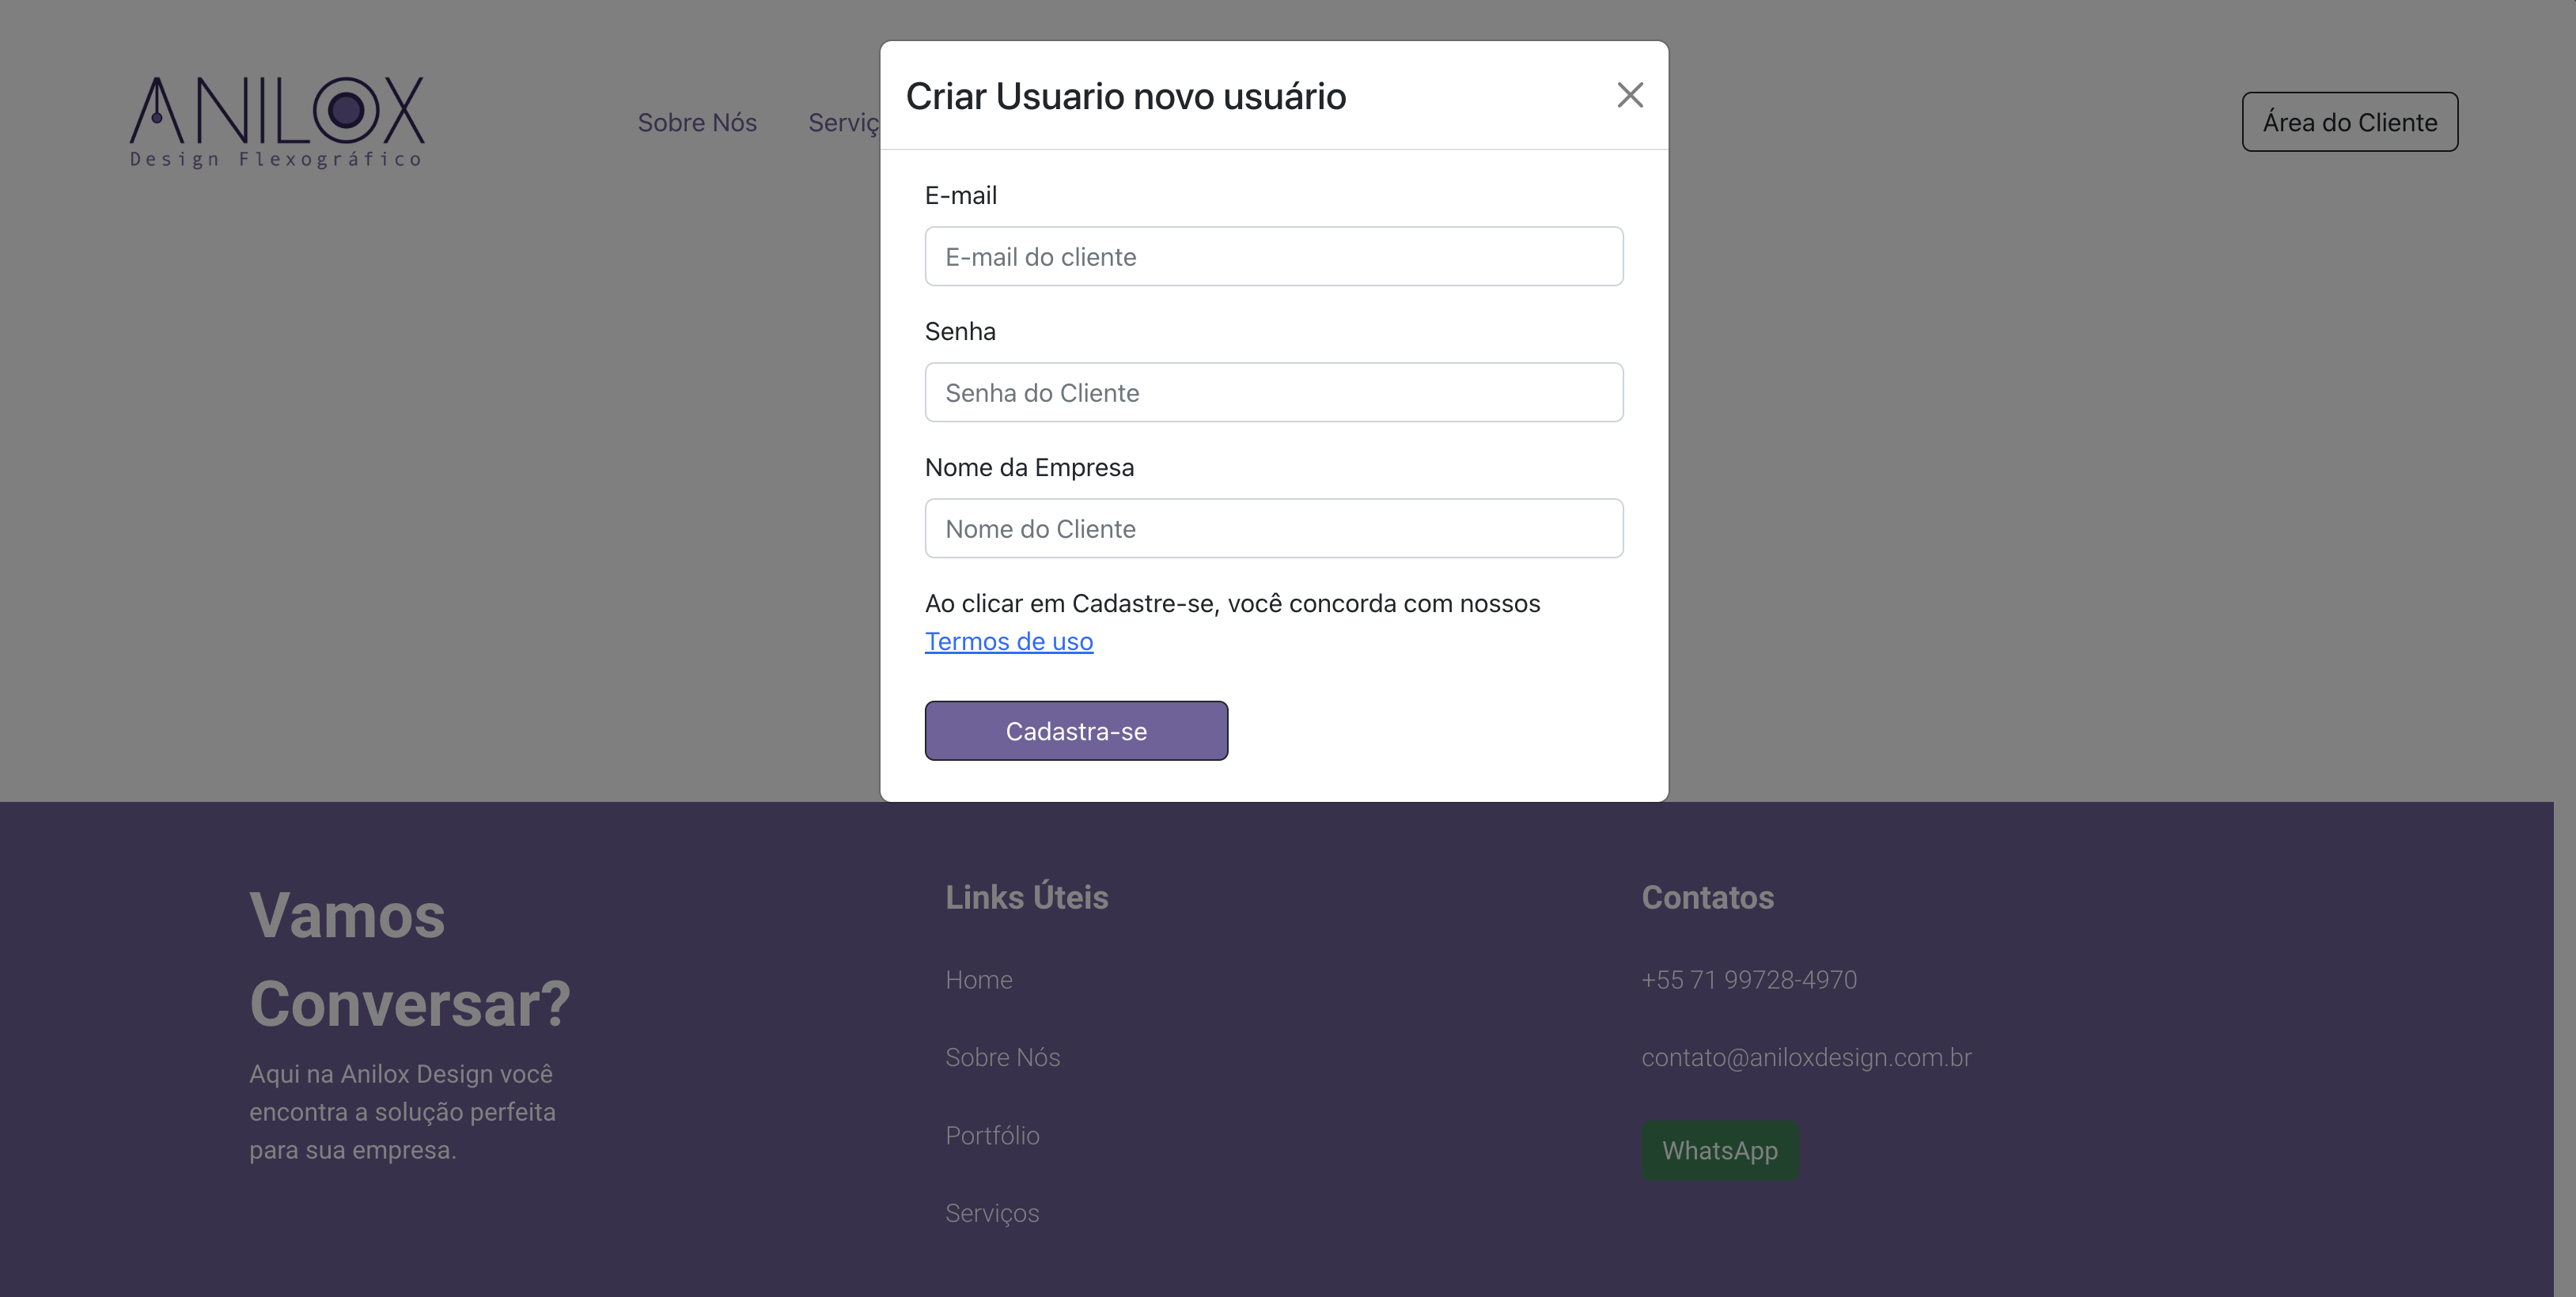 ANILOX
Design Flexográfico
Sobre Nós
Serviç
Área do Cliente
Criar Usuario novo usuário
E-mail
E-mail do cliente
Senha
Senha do Cliente
Nome da Empresa
Nome do Cliente
Ao clicar em Cadastre-se, você concorda com nossos
Termos de uso
Cadastra-se
Vamos
Conversar?
Aqui na Anilox Design você
encontra a solução perfeita
para sua empresa.
Links Úteis
Home
Sobre Nós
Portfólio
Serviços
Contatos
+55 71 99728-4970
contato@aniloxdesign.com.br
WhatsApp